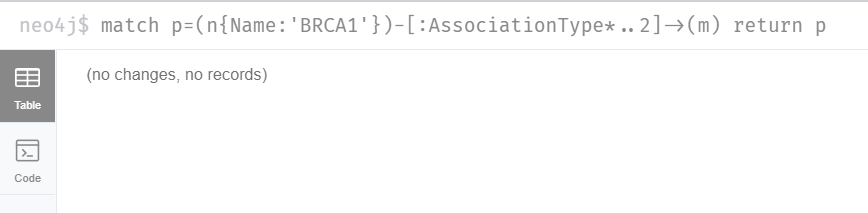 neo4j$ match p=(n{Name:'BRCA1'})-[:AssociationType*..2]->(m) return p
(no changes, no records)
Table
Code